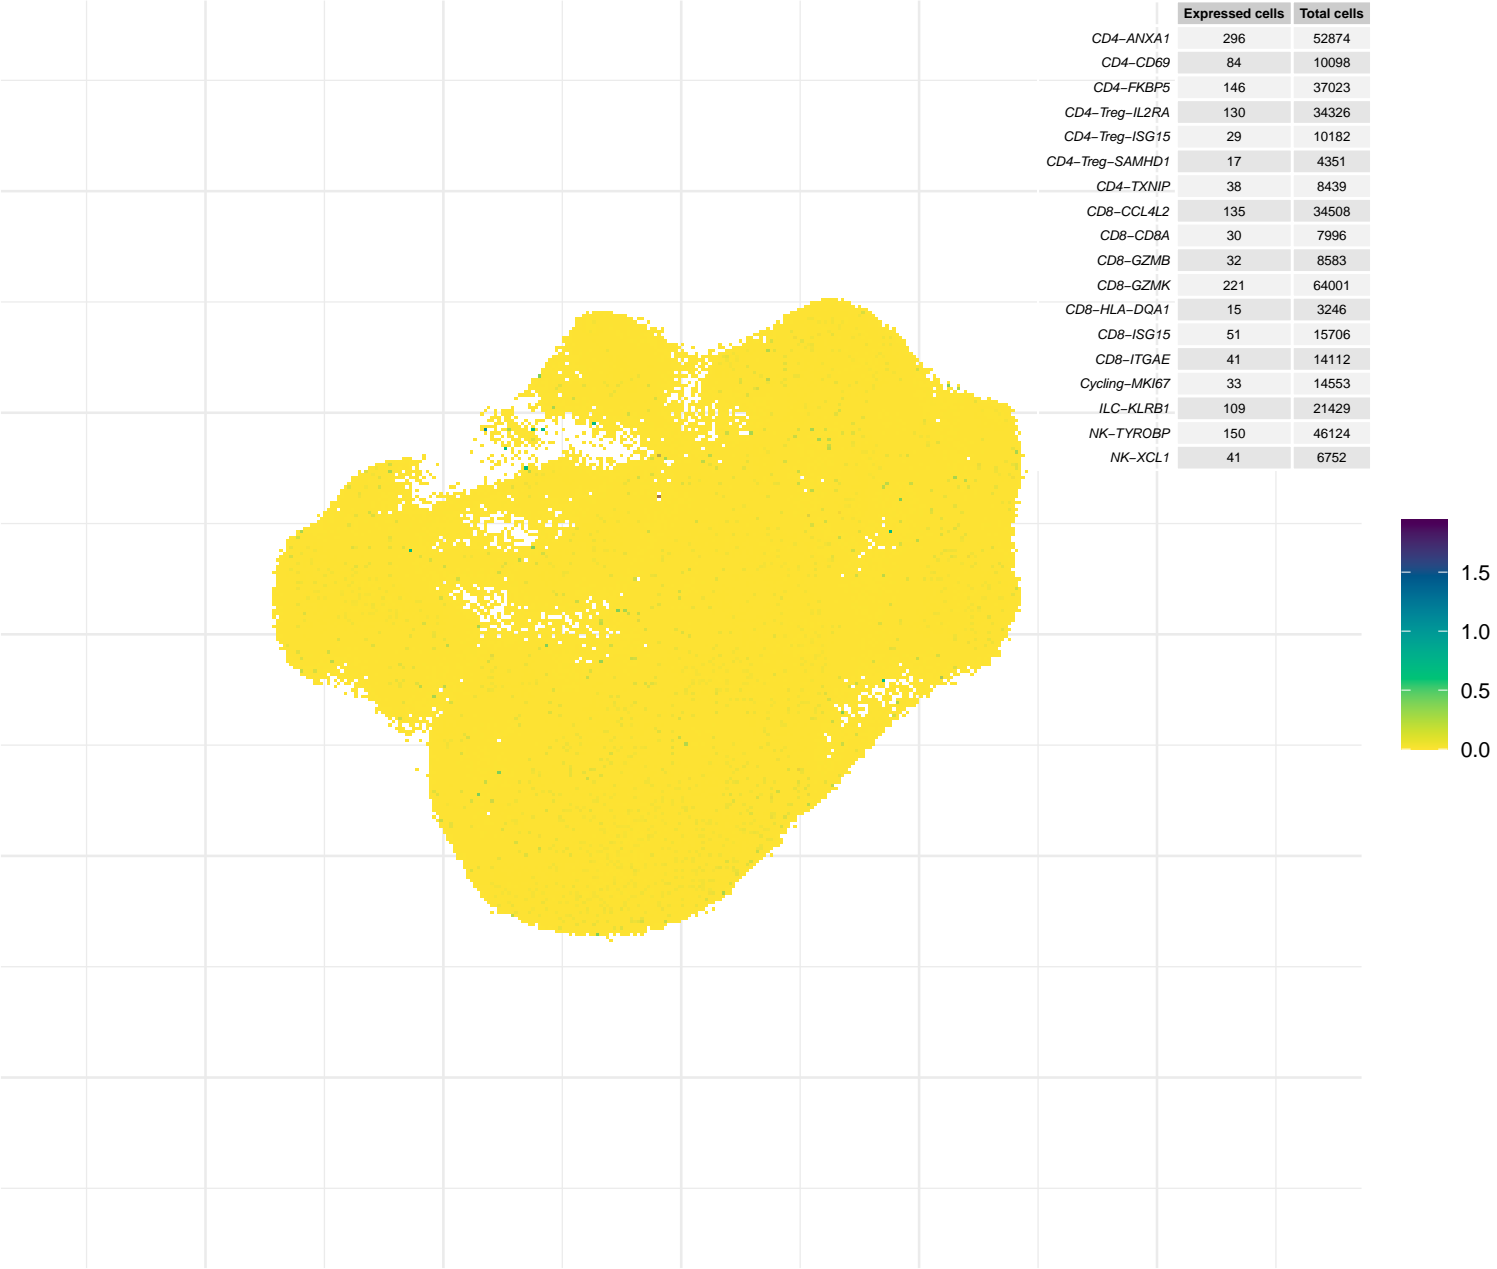 Expressed cells Total cells
CD4−ANXA1 296 52874
CD4−CD69 84 10098
CD4−FKBP5 146 37023
CD4−Treg−IL2RA 130 34326
CD4−Treg−ISG15 29 10182
CD4−Treg−SAMHD1 17 4351
CD4−TXNIP 38 8439
CD8−CCL4L2 135 34508
CD8−CD8A 30 7996
CD8−GZMB 32 8583
CD8−GZMK 221 64001
CD8−HLA−DQA1 15 3246
CD8−ISG15 51 15706
CD8−ITGAE 41 14112
Cycling−MKI67 33 14553
ILC−KLRB1 109 21429
NK−TYROBP 150 46124
NK−XCL1 41 6752
1.5
1.0
0.5
0.0